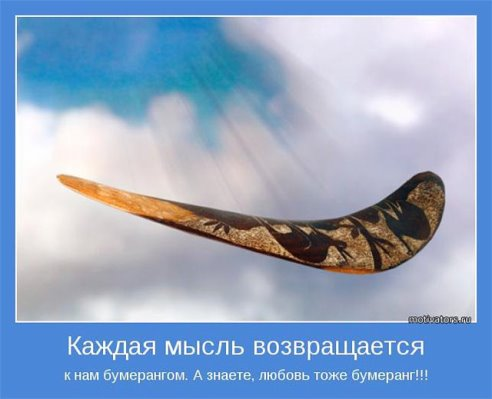 motivators.ru
Каждая мысль возвращается
к нам бумерангом. А знаете, любовь тоже бумеранг!!!